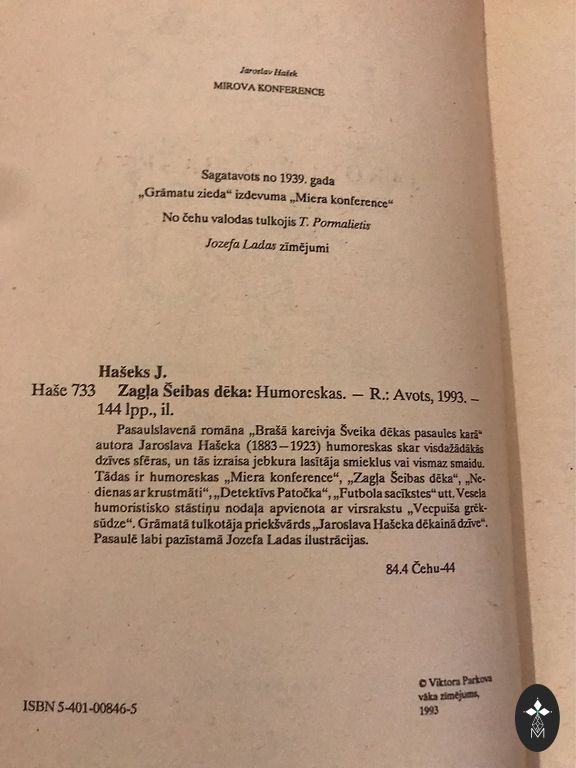 Jaroslav Hašek
MIROVA KONFERENCE
Sagatavots no 1939. gada
„Grāmatu zieda“ izdevuma „Miera konference“
No čehu valodas tulkojis T. Pormalietis
Jozefa Ladas zīmējumi
Hašeks J.
Haše 733 Zagļa Šeibas dēka: Humoreskas. — R.: Avots, 1993. –
144 lpp., il.
Pasaulslavenā romāna „Brašā kareivja Šveika dēkas pasaules karā“
autora Jaroslava Hašeka (1883—1923) humoreskas skar visdažādākās
dzīves sfēras, un tās izraisa jebkura lasītāja smieklus vai vismaz smaidu.
Tādas ir humoreskas „Miera konference“, „Zagļa Šeibas dēka“, „Ne-
dienas ar krustmāti“, „Detektīvs Patočka“, „Futbola sacīkstes“ utt. Vesela
humoristisko stāstiņu nodaļa apvienota ar virsrakstu „Vecpuiša grēk-
sūdze“. Grāmatā tulkotāja priekšvārds „Jaroslava Hašeka dēkainā dzīve“.
Pasaulē labi pazīstamā Jozefa Ladas ilustrācijas.
84.4 Čehu-44
© Viktora Parkova
vāka zīmējums,
1993
ISBN 5-401-00846-5
M